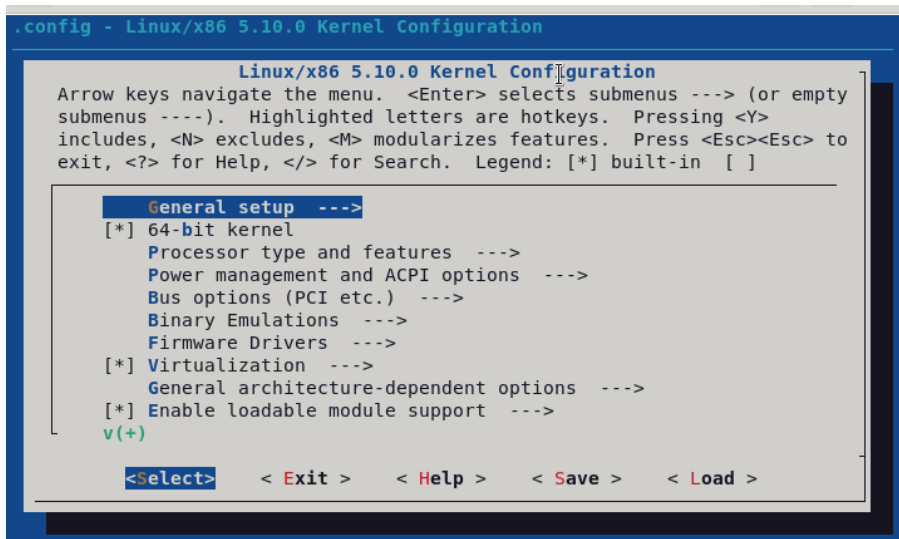 .config - Linux/x86 5.10.0 Kernel Configuration
Linux/x86 5.10.0 Kernel Configuration
Arrow keys navigate the menu.  <Enter> selects submenus ---> (or empty
submenus ----).  Highlighted letters are hotkeys.  Pressing <Y>
includes, <N> excludes, <M> modularizes features.  Press <Esc><Esc> to
exit, <?> for Help, </> for Search.  Legend: [*] built-in  [ ]
General setup  --->
[*] 64-bit kernel
Processor type and features  --->
Power management and ACPI options  --->
Bus options (PCI etc.)  --->
Binary Emulations  --->
Firmware Drivers  --->
[*] Virtualization  --->
General architecture-dependent options  --->
[*] Enable loadable module support  --->
v(+)
<Select>    < Exit >    < Help >    < Save >    < Load >